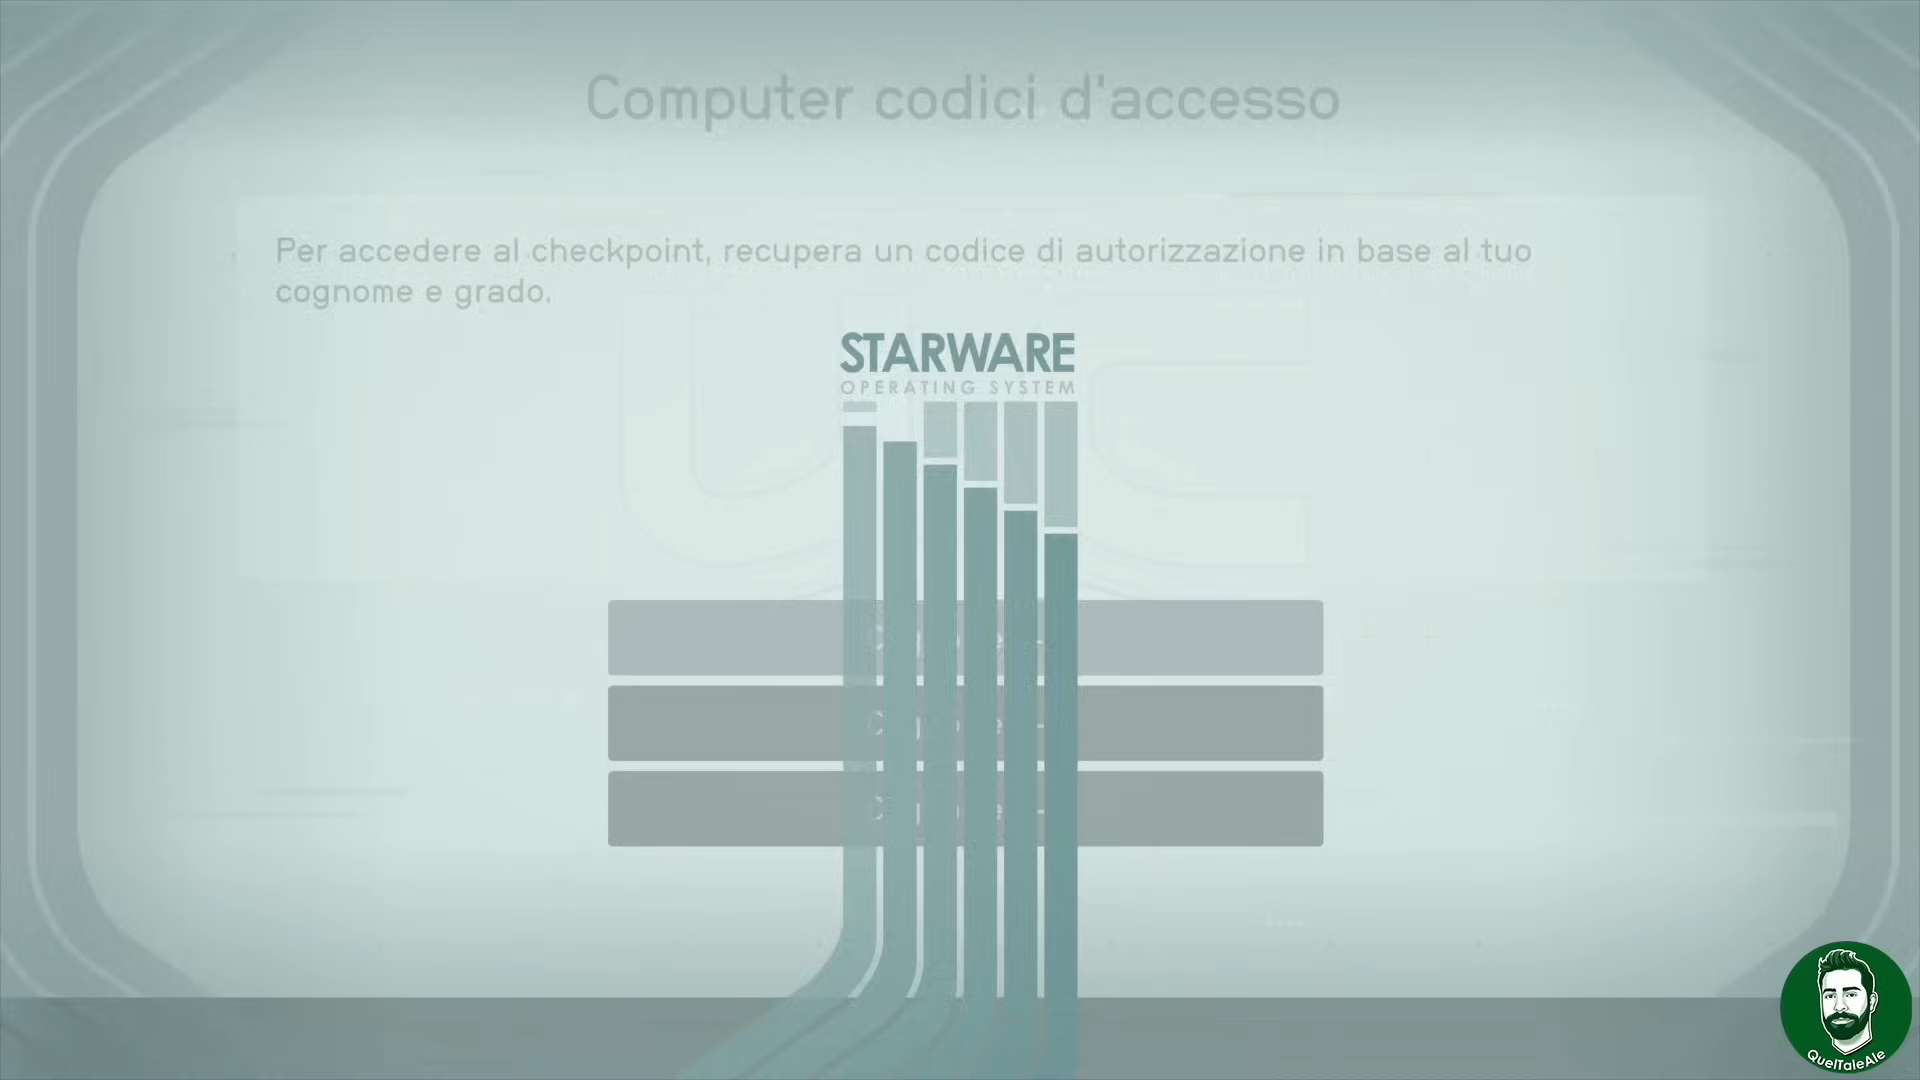 Computer codici d'accesso
Per accedere al checkpoint, recupera un codice di autorizzazione in base al tuo
cognome e grado.
STARWARE
OPERATING SYSTEM
QuelTaleAle